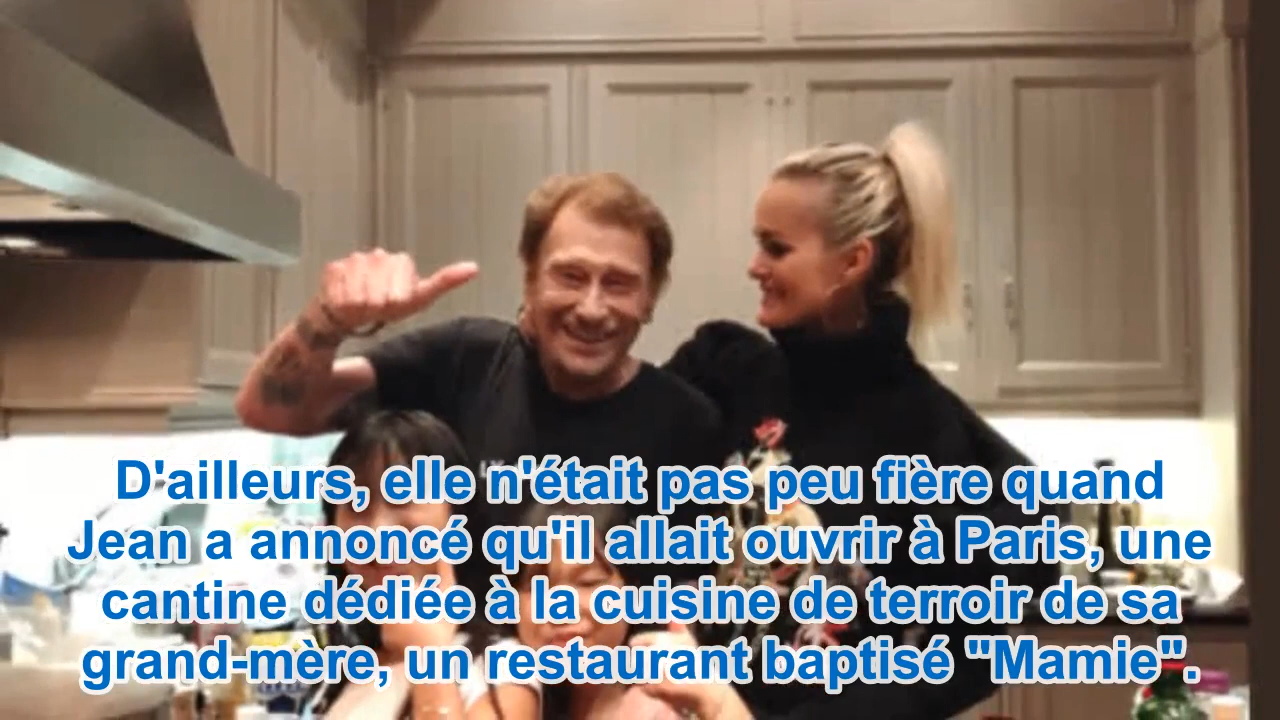 D'ailleurs, elle n'était pas peu fière quand
Jean a annoncé qu'il allait ouvrir à Paris, une
cantine dédiée à la cuisine de terroir de sa
grand-mère, un restaurant baptisé "Mamie".